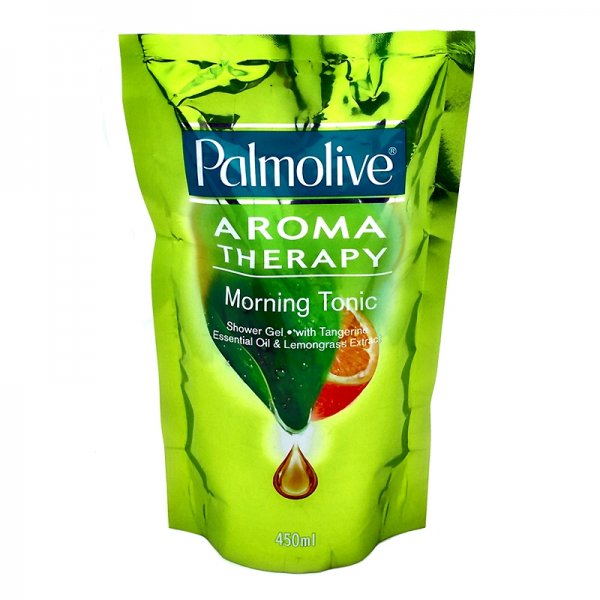 Palmolive®
AROMA
THERAPY
Morning Tonic
Shower Gel •*with Tangerine
Essential Oil & Lemongrass Extract
450ml